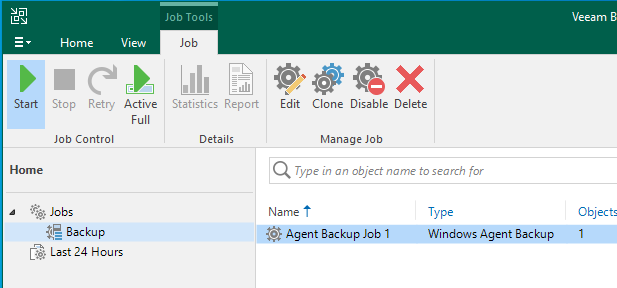 Job Tools
Veeam B
Home View Job
Start Stop Retry Active Full Statistics Report Edit Clone Disable Delete
Job Control Details Manage Job
Home
Type in an object name to search for
Jobs
Backup
Last 24 Hours
Name Type Objects
Agent Backup Job 1 Windows Agent Backup 1